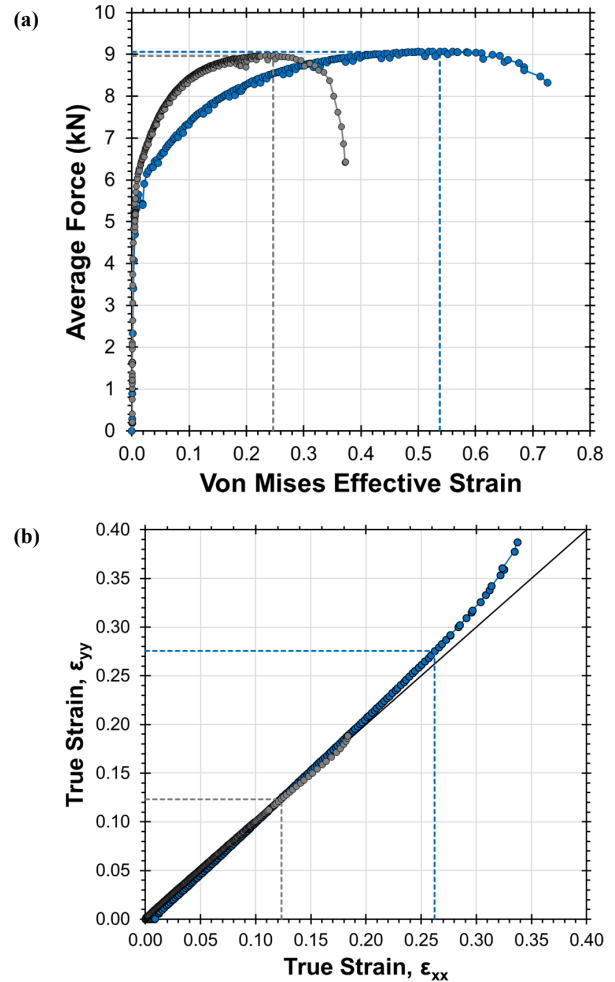 (a)
10
9
8
7
6
5
4
3
2
1
0
Average Force (kN)
0.0 0.1 0.2 0.3 0.4 0.5 0.6 0.7 0.8
Von Mises Effective Strain
(b)
0.40
0.35
0.30
0.25
0.20
0.15
0.10
0.05
0.00
True Strain, εyy
0.00 0.05 0.10 0.15 0.20 0.25 0.30 0.35 0.40
True Strain, εxx